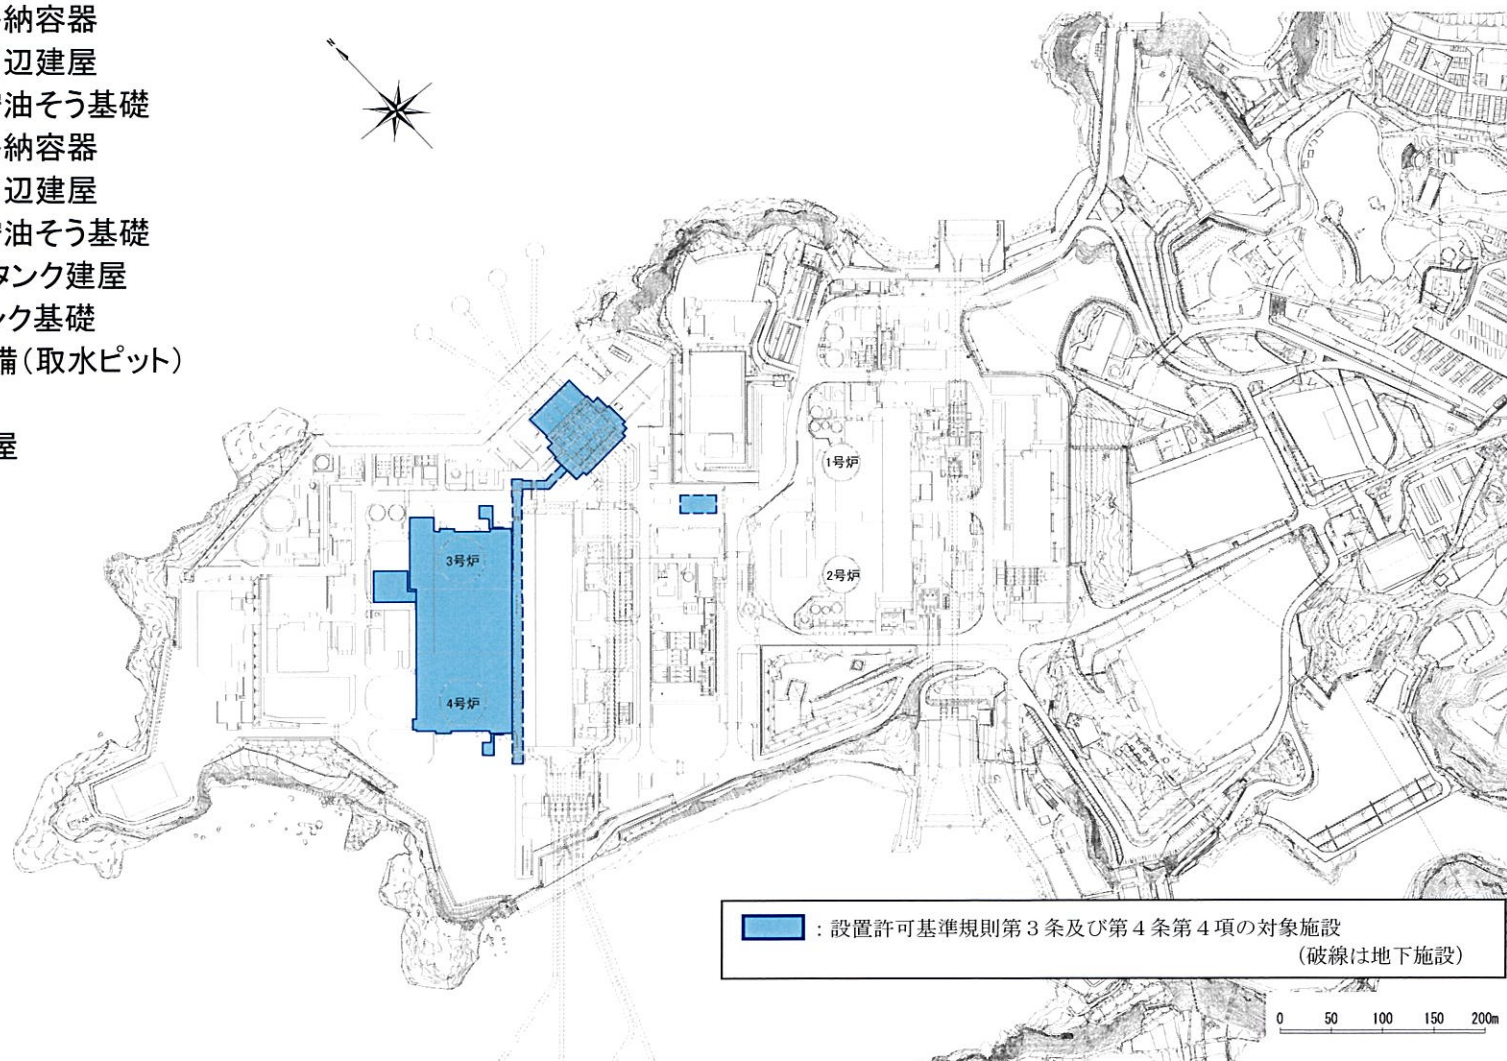 納容器
辺建屋
油そう基礎
納容器
辺建屋
油そう基礎
タンク建屋
ンク基礎
備(取水ピット)
屋
N
1号炉
2号炉
3号炉
4号炉
:設置許可基準規則第3条及び第4条第4項の対象施設
(破線は地下施設)
0 50 100 150 200m